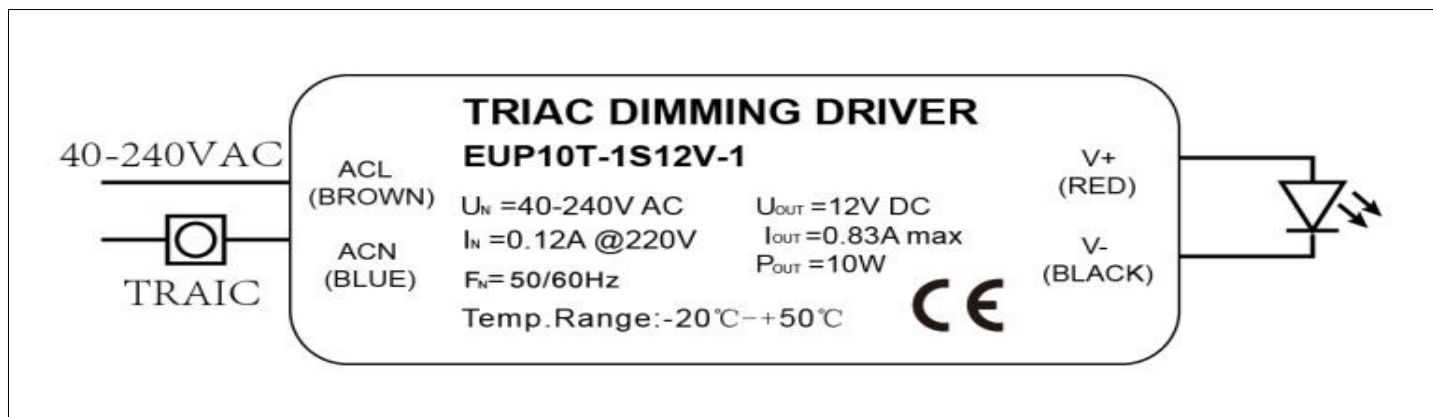 TRIAC DIMMING DRIVER
EUP10T-1S12V-1
40-240VAC
TRAIC
ACL
(BROWN)
ACN
(BLUE)
UN =40-240V AC
IN =0.12A @220V
FN= 50/60Hz
Temp.Range:-20℃-+50℃
UOUT =12V DC
IOUT =0.83A max
POUT =10W
CE
V+
(RED)
V-
(BLACK)